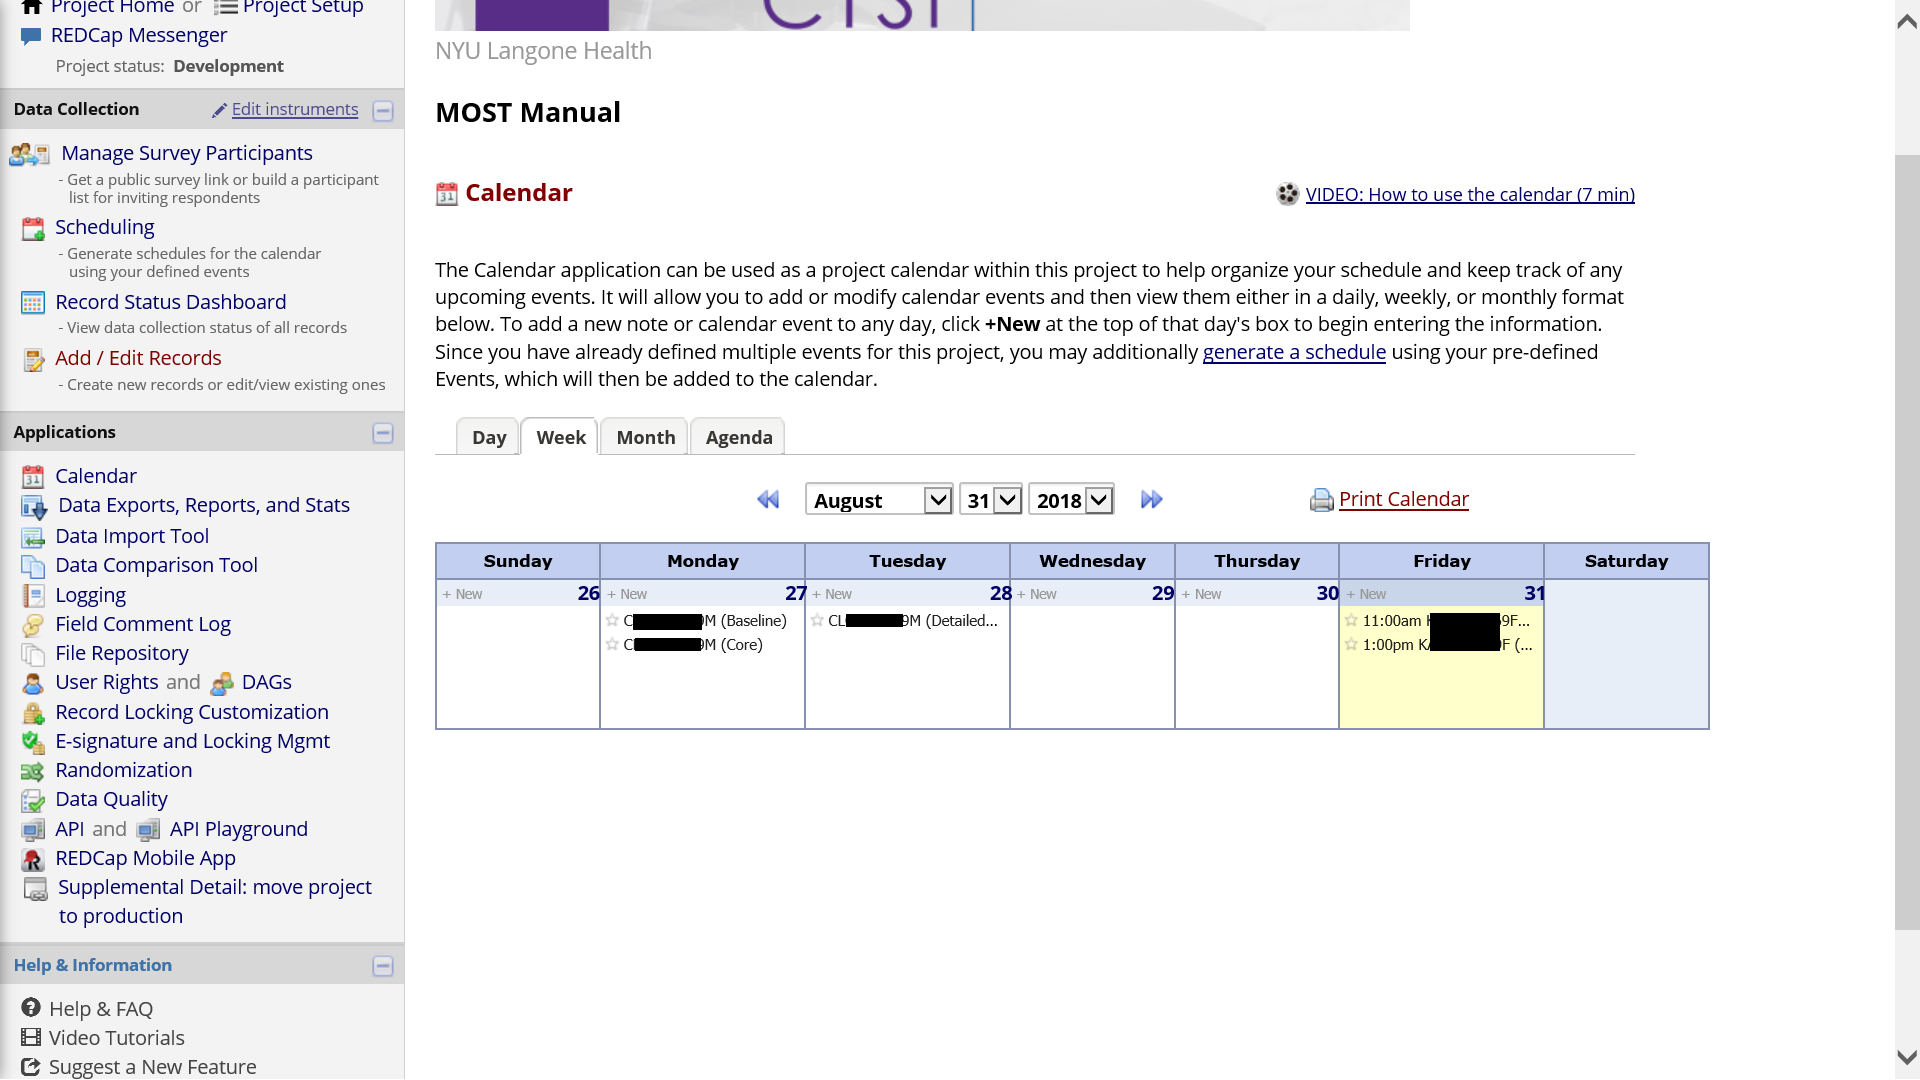 Project Home or Project Setup
REDCap Messenger
Project status: Development
Data Collection Edit instruments
Manage Survey Participants
- Get a public survey link or build a participant
list for inviting respondents
Scheduling
- Generate schedules for the calendar
using your defined events
Record Status Dashboard
- View data collection status of all records
Add / Edit Records
- Create new records or edit/view existing ones
Applications
Calendar
Data Exports, Reports, and Stats
Data Import Tool
Data Comparison Tool
Logging
Field Comment Log
File Repository
User Rights and DAGs
Record Locking Customization
E-signature and Locking Mgmt
Randomization
Data Quality
API and API Playground
REDCap Mobile App
Supplemental Detail: move project
to production
Help & Information
Help & FAQ
Video Tutorials
Suggest a New Feature
CTSI
NYU Langone Health
MOST Manual
Calendar
VIDEO: How to use the calendar (7 min)
The Calendar application can be used as a project calendar within this project to help organize your schedule and keep track of any
upcoming events. It will allow you to add or modify calendar events and then view them either in a daily, weekly, or monthly format
below. To add a new note or calendar event to any day, click +New at the top of that day's box to begin entering the information.
Since you have already defined multiple events for this project, you may additionally generate a schedule using your pre-defined
Events, which will then be added to the calendar.
Day Week Month Agenda
August 31 2018 Print Calendar
Sunday Monday Tuesday Wednesday Thursday Friday Saturday
+ New 26 + New 27 + New 28 + New 29 + New 30 + New 31
(Baseline) (Detailed... 11:00am
(Core) 1:00pm